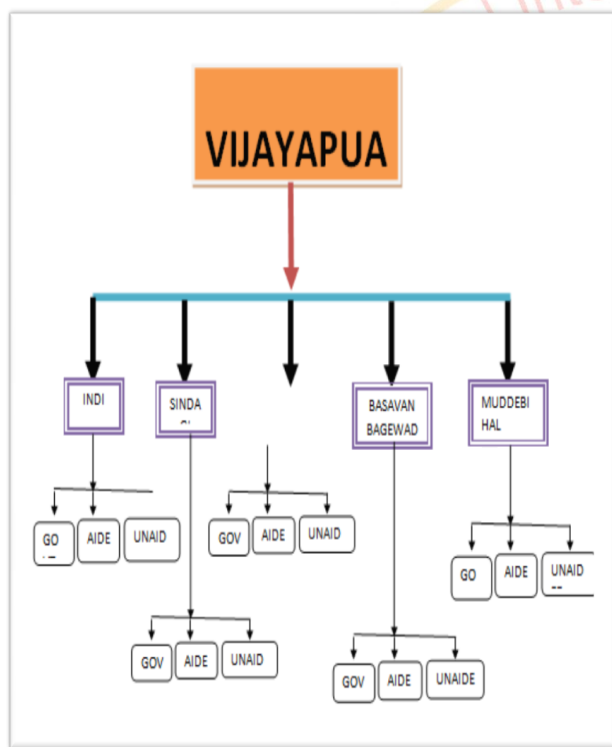 VIJAYAPUA
INDI
SINDA
BASAVAN
BAGEWAD
MUDDEBI
HAL
GO
AIDE
UNAID
GOV
AIDE
UNAID
GO
AIDE
UNAID
GOV
AIDE
UNAID
GOV
AIDE
UNAIDE